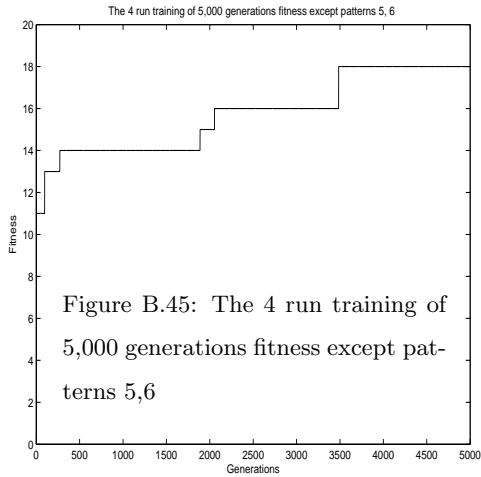 The 4 run training of 5,000 generations fitness except patterns 5, 6
20
18
16
14
12
10
8
6
4
2
0
Fitness
Figure B.45: The 4 run training of
5,000 generations fitness except pat-
terns 5,6
0 500 1000 1500 2000 2500 3000 3500 4000 4500 5000
Generations